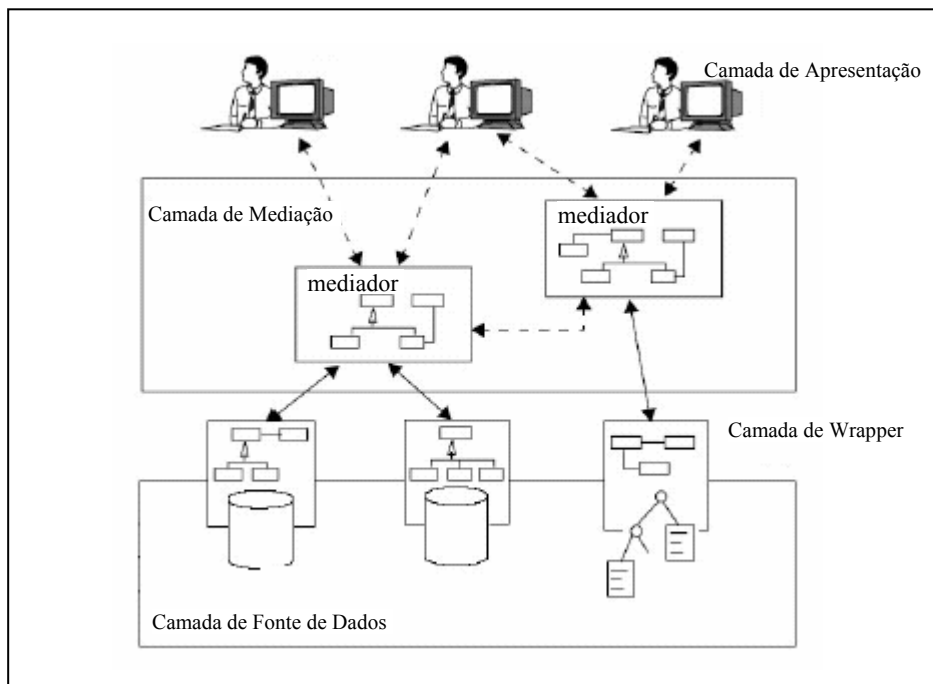 Camada de Apresentação
Camada de Mediação
mediador
mediador
Camada de Wrapper
Camada de Fonte de Dados